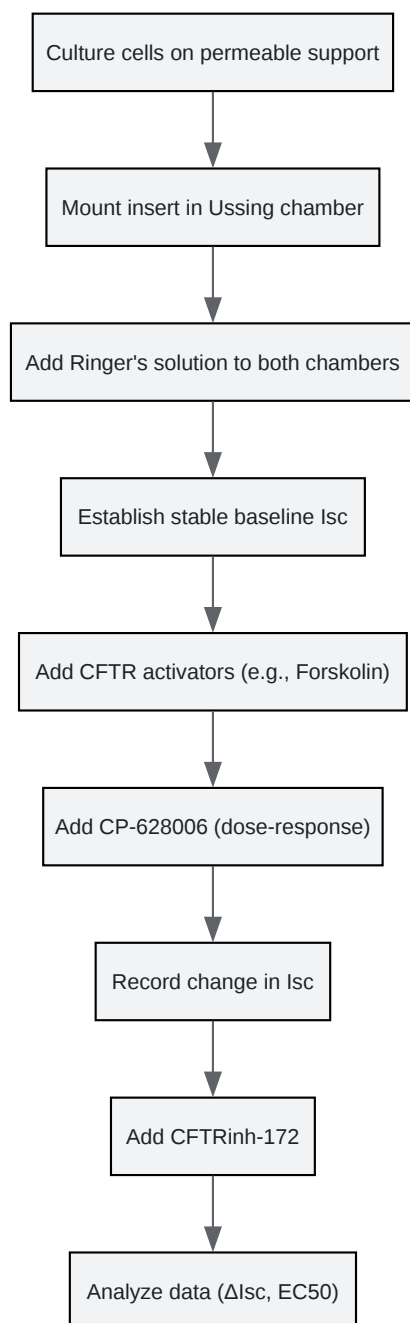 Culture cells on permeable support
Mount insert in Ussing chamber
Add Ringer's solution to both chambers
Establish stable baseline Isc
Add CFTR activators (e.g., Forskolin)
Add CP-628006 (dose-response)
Record change in Isc
Add CFTRinh-172
Analyze data (ΔIsc, EC50)